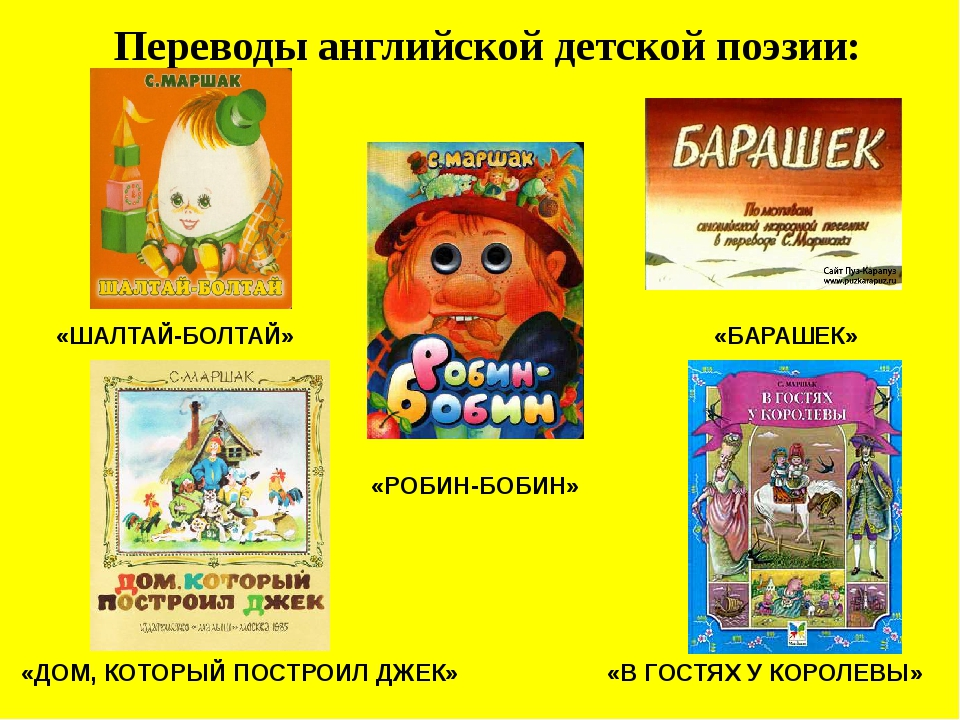 Переводы английской детской поэзии:
С.МАРШАК
ШАЛТАЙ-БОЛТАЙ
«ШАЛТАЙ-БОЛТАЙ»
С.МАРШАК
РОБИН-
БОБИН
«РОБИН-БОБИН»
БАРАШЕК
По мотивам
английской народной песенки
в переводе С.Маршака
Сайт Пуз-Карапуз
www.puzkarapuz.ru
«БАРАШЕК»
С.МАРШАК
ДОМ, КОТОРЫЙ
ПОСТРОИЛ ДЖЕК
ИЗДАТЕЛЬСТВО «МАЛЫШ» МОСКВА 1985
«ДОМ, КОТОРЫЙ ПОСТРОИЛ ДЖЕК»
С. МАРШАК
В ГОСТЯХ
У КОРОЛЕВЫ
«В ГОСТЯХ У КОРОЛЕВЫ»